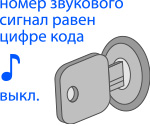 номер звукового
сигнал равен
цифре кода
выкл.